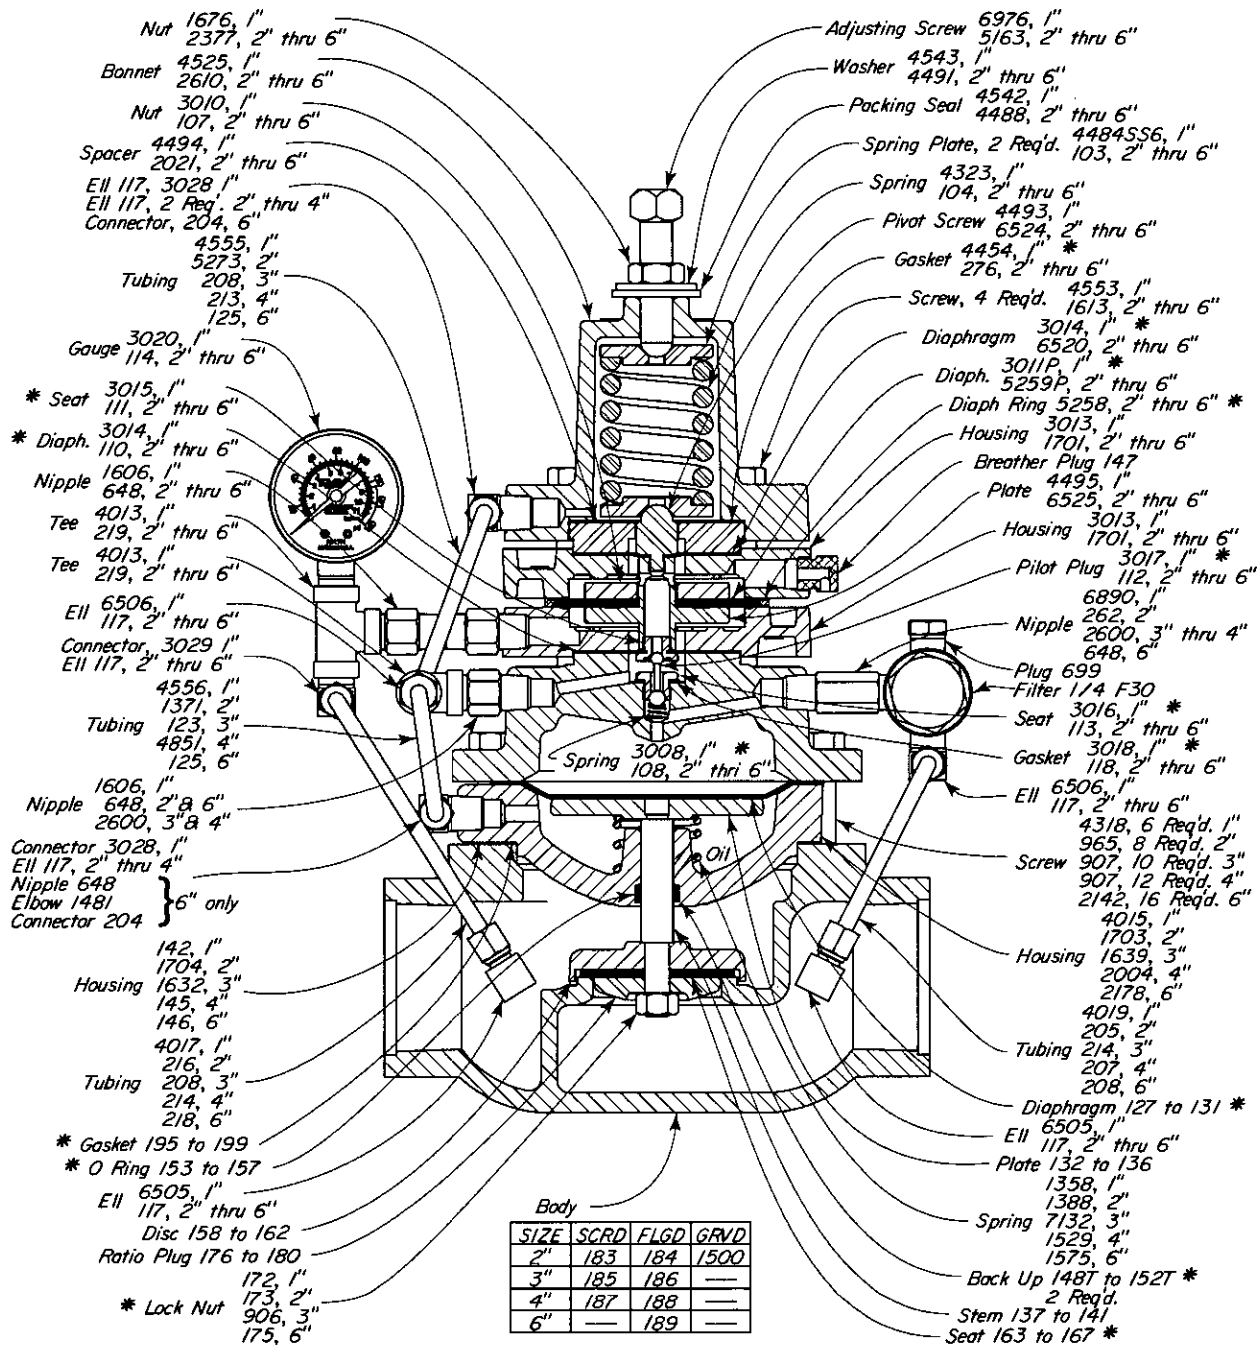 Nut 1676, 1"
2377, 2" thru 6"
Bonnet 4525, 1"
2610, 2" thru 6"
Nut 3010, 1"
107, 2" thru 6"
Spacer 4494, 1"
2021, 2" thru 6"
Ell 117, 3028 1"
Ell 117, 2 Req'. 2" thru 4"
Connector, 204, 6"
4555, 1"
5273, 2"
Tubing 208, 3"
213, 4"
125, 6"
Gauge 3020, 1"
114, 2" thru 6"
* Seat 3015, 1"
111, 2" thru 6"
* Diaph. 3014, 1"
110, 2" thru 6"
Nipple 1606, 1"
648, 2" thru 6"
Tee 4013, 1"
219, 2" thru 6"
Tee 4013, 1"
219, 2" thru 6"
Ell 6506, 1"
117, 2" thru 6"
Connector, 3029 1"
Ell 117, 2" thru 6"
4556, 1"
1371, 2"
Tubing 123, 3"
4851, 4"
125, 6"
1606, 1"
Nipple 648, 2"& 6"
2600, 3"& 4"
Connector 3028, 1"
Ell 117, 2" thru 4"
Nipple 648
Elbow 1481
Connector 204
6" only
142, 1"
1704, 2"
Housing 1632, 3"
145, 4"
146, 6"
4017, 1"
216, 2"
Tubing 208, 3"
214, 4"
218, 6"
* Gasket 195 to 199
* O Ring 153 to 157
Ell 6505, 1"
117, 2" thru 6"
Disc 158 to 162
Ratio Plug 176 to 180
172, 1"
173, 2"
* Lock Nut 906, 3"
175, 6"
Spring 3008, 1" *
108, 2" thri 6"
Oil
Body
SIZE SCRD FLGD GRVD
2" 183 184 1500
3" 185 186 —
4" 187 188 —
6" — 189 —
Adjusting Screw 6976, 1"
5163, 2" thru 6"
Washer 4543, 1"
4491, 2" thru 6"
Packing Seal 4542, 1"
4488, 2" thru 6"
Spring Plate, 2 Req'd. 4484SS6, 1"
103, 2" thru 6"
Spring 4323, 1"
104, 2" thru 6"
Pivot Screw 4493, 1"
6524, 2" thru 6"
Gasket 4454, 1" *
276, 2" thru 6"
Screw, 4 Req'd. 4553, 1"
1613, 2" thru 6"
Diaphragm 3014, 1" *
6520, 2" thru 6"
Diaph. 3011P, 1" *
5259P, 2" thru 6"
Diaph Ring 5258, 2" thru 6" *
Housing 3013, 1"
1701, 2" thru 6"
Breather Plug 147
Plate 4495, 1"
6525, 2" thru 6"
Housing 3013, 1"
1701, 2" thru 6"
Pilot Plug 3017, 1" *
112, 2" thru 6"
6890, 1"
Nipple 262, 2"
2600, 3" thru 4"
648, 6"
Plug 699
Filter 1/4 F30
Seat 3016, 1" *
113, 2" thru 6"
Gasket 3018, 1" *
118, 2" thru 6"
Ell 6506, 1"
117, 2" thru 6"
4318, 6 Req'd. 1"
965, 8 Req'd. 2"
Screw 907, 10 Req'd. 3"
907, 12 Req'd. 4"
2142, 16 Req'd. 6"
4015, 1"
1703, 2"
Housing 1639, 3"
2004, 4"
2178, 6"
4019, 1"
205, 2"
Tubing 214, 3"
207, 4"
208, 6"
Diaphragm 127 to 131 *
Ell 6505, 1"
117, 2" thru 6"
Plate 132 to 136
1358, 1"
1388, 2"
Spring 7132, 3"
1529, 4"
1575, 6"
Back Up 148T to 152T *
2 Req'd.
Stem 137 to 141
Seat 163 to 167 *